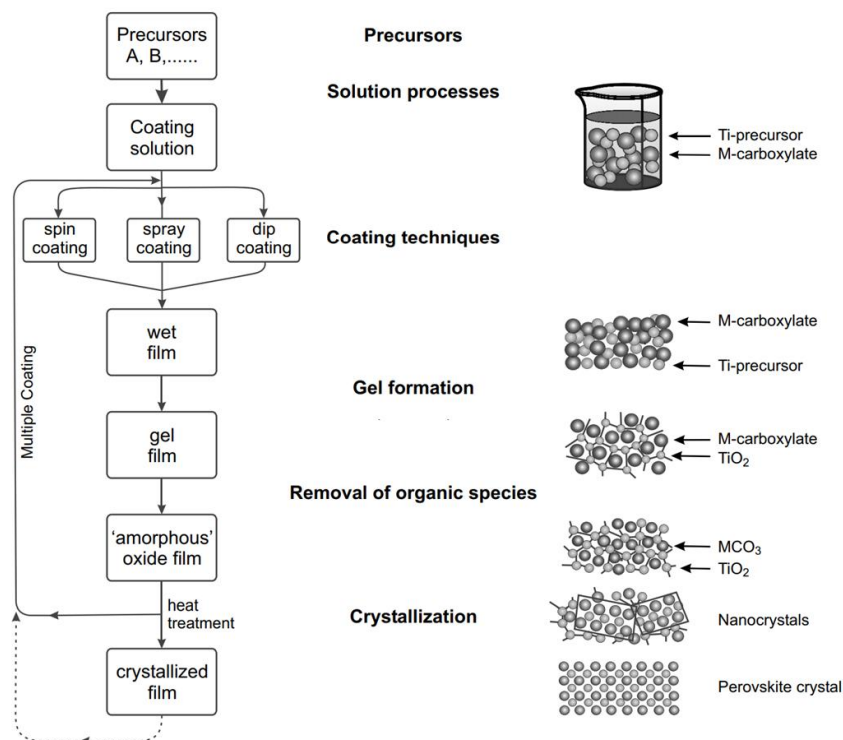 Precursors
A, B,......
Precursors
Solution processes
Coating
solution
Ti-precursor
M-carboxylate
spin
coating
spray
coating
dip
coating
Coating techniques
wet
film
M-carboxylate
Ti-precursor
Multiple Coating
Gel formation
gel
film
M-carboxylate
TiO2
Removal of organic species
'amorphous'
oxide film
MCO3
TiO2
heat
treatment
Crystallization
Nanocrystals
crystallized
film
Perovskite crystal